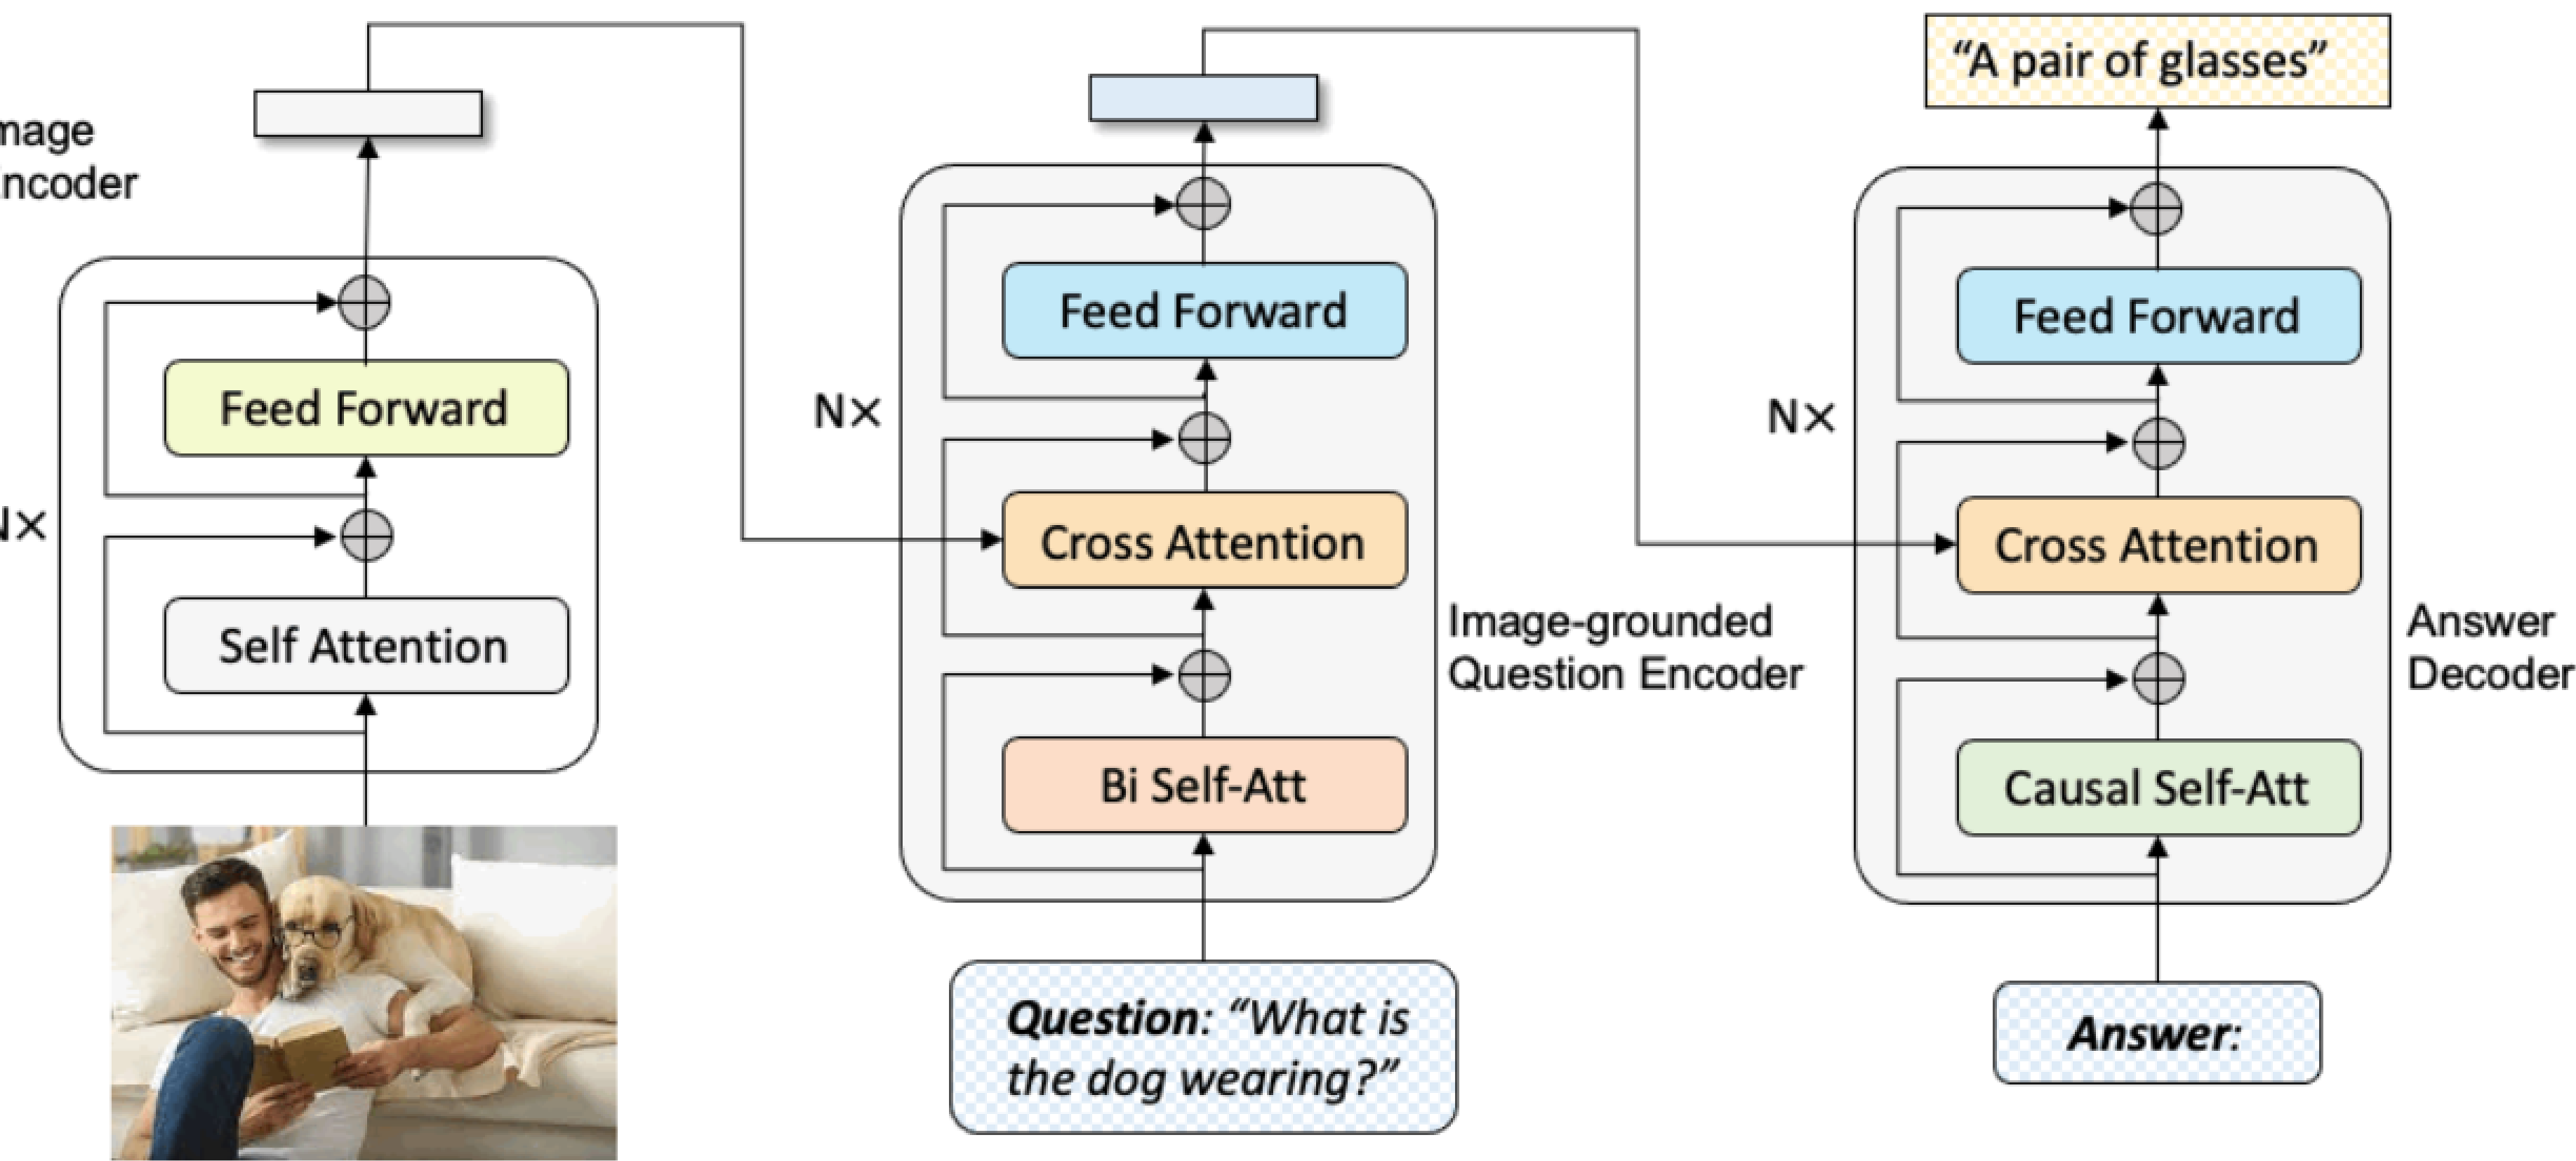 mage
ncoder
N×
Feed Forward
Self Attention
N×
Feed Forward
Cross Attention
Bi Self-Att
Image-grounded
Question Encoder
Question: “What is
the dog wearing?”
“A pair of glasses”
N×
Feed Forward
Cross Attention
Causal Self-Att
Answer
Decoder
Answer: